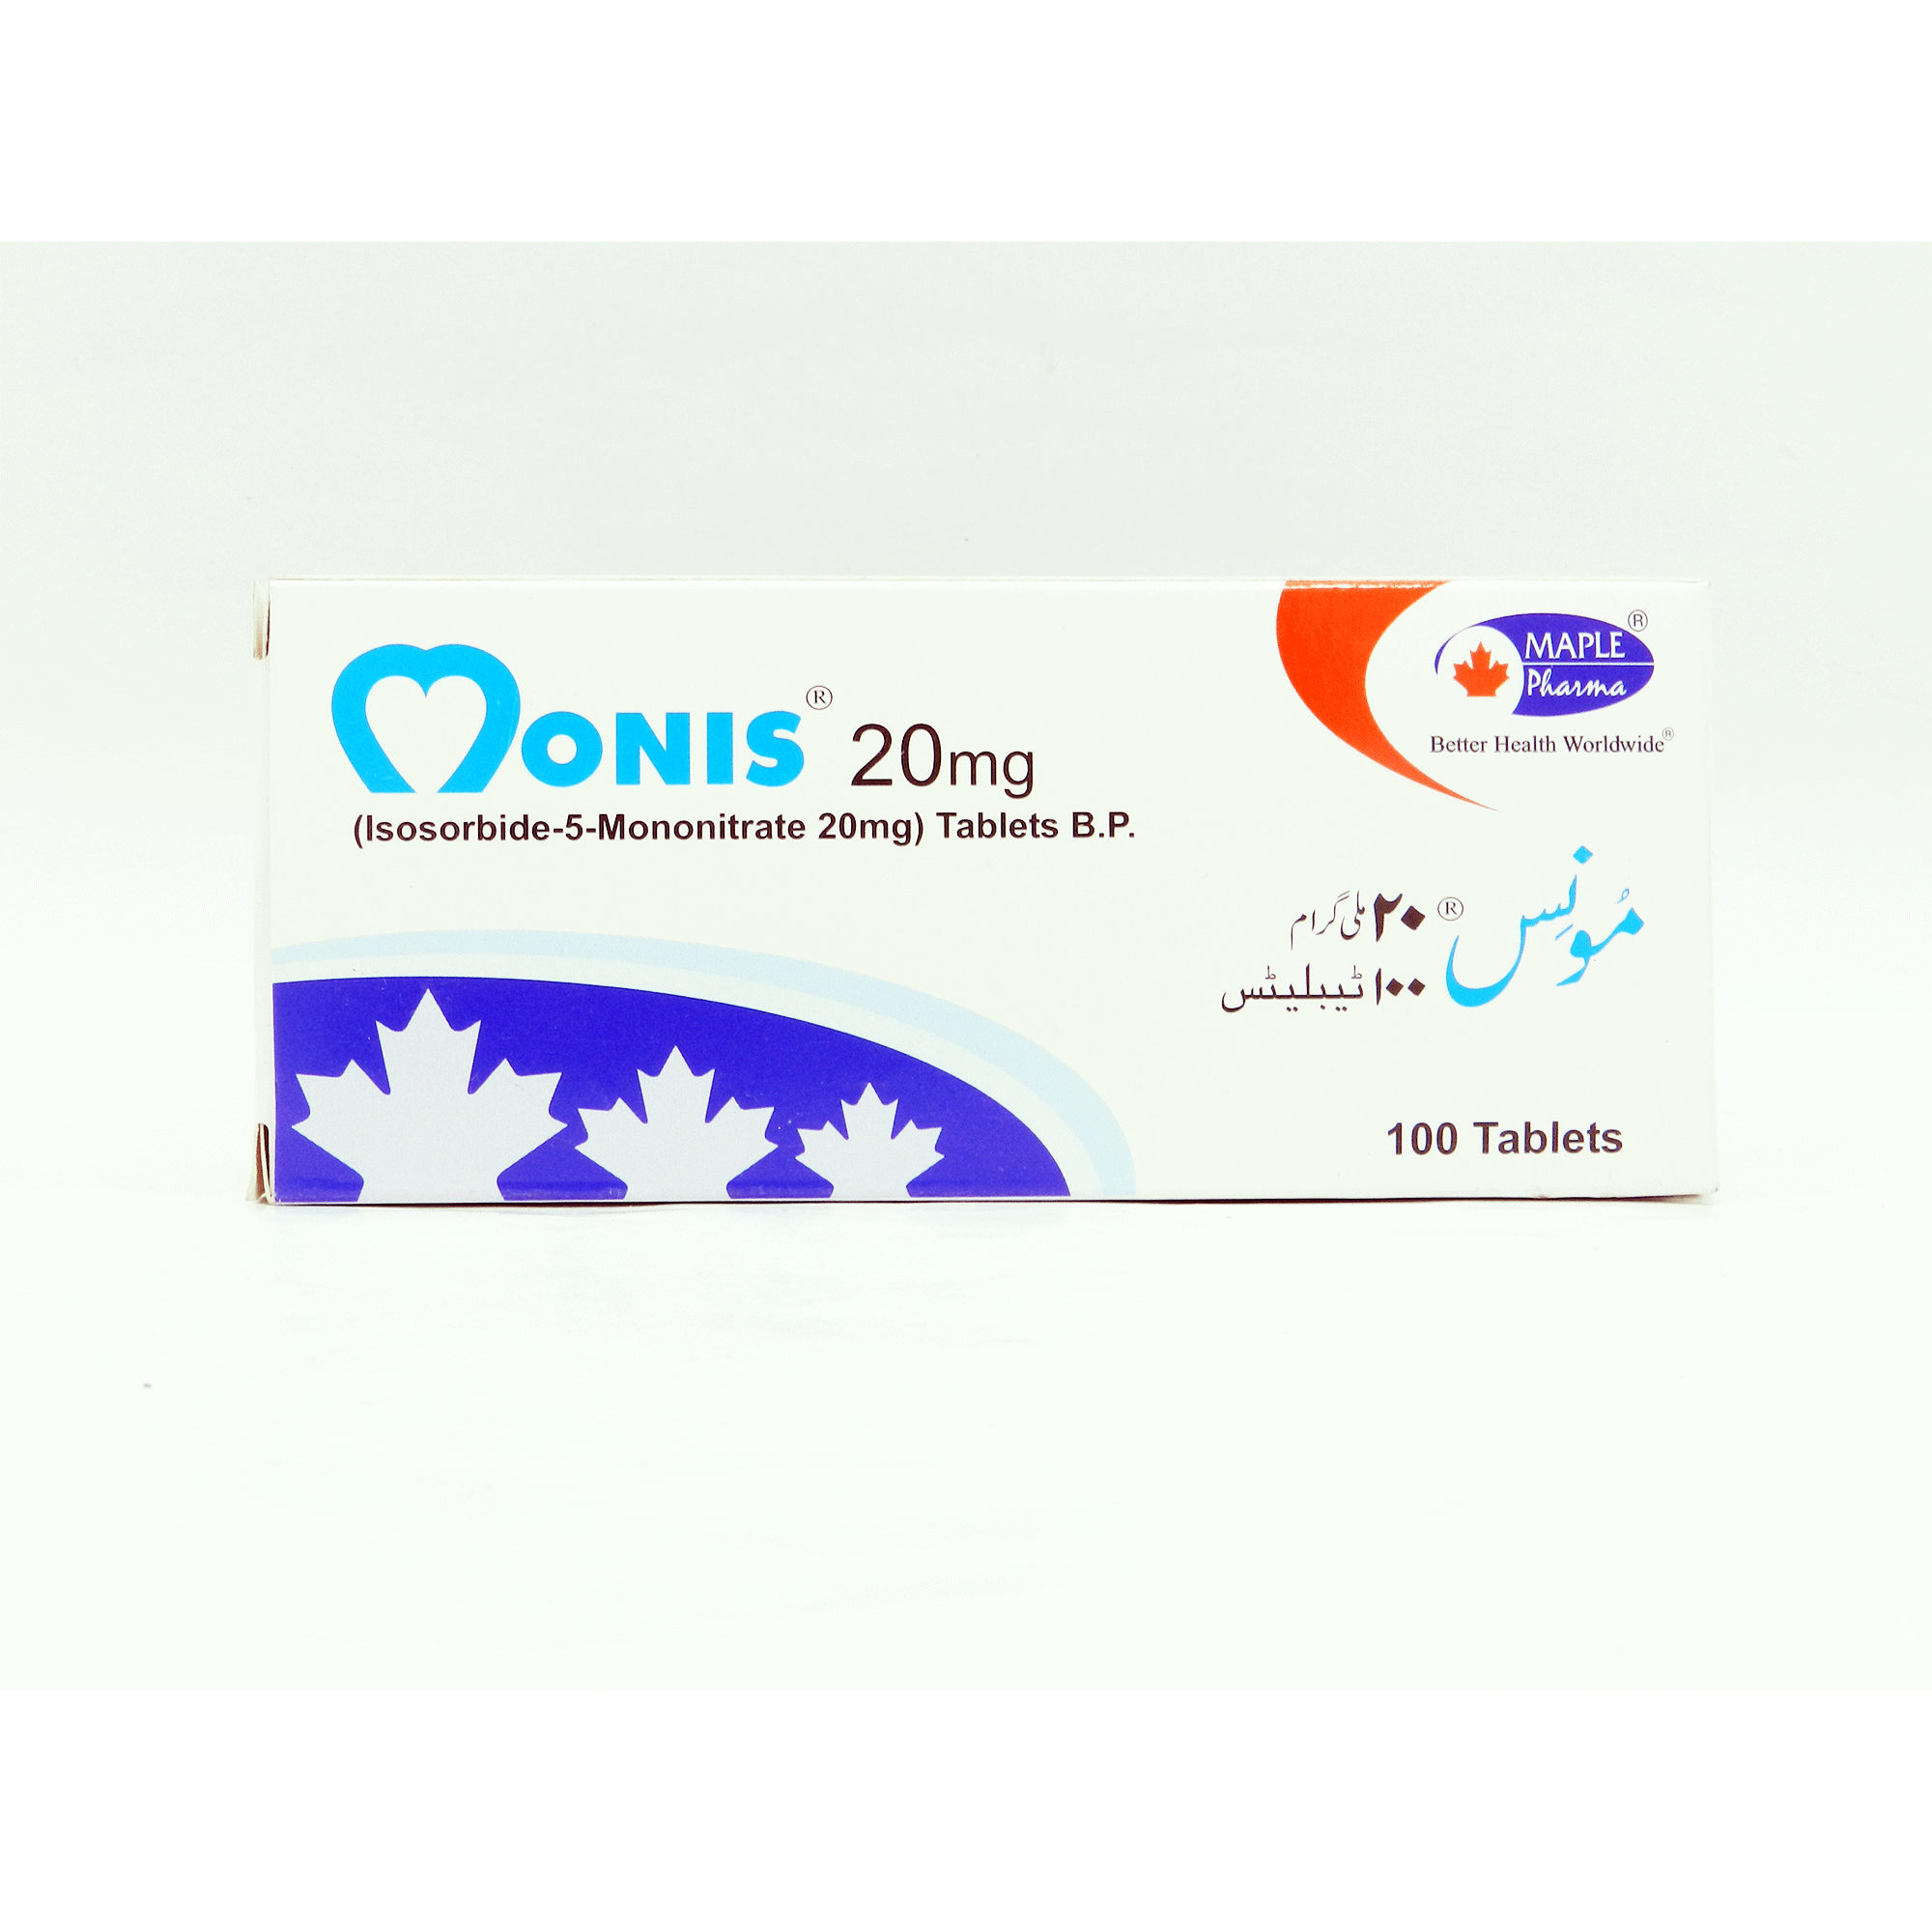 MONIS® 20mg
(Isosorbide-5-Mononitrate 20mg) Tablets B.P.
MAPLE®
Pharma
Better Health Worldwide®
مُونِس® ۲۰ ملی گرام
۱۰۰ ٹیبلیٹس
100 Tablets